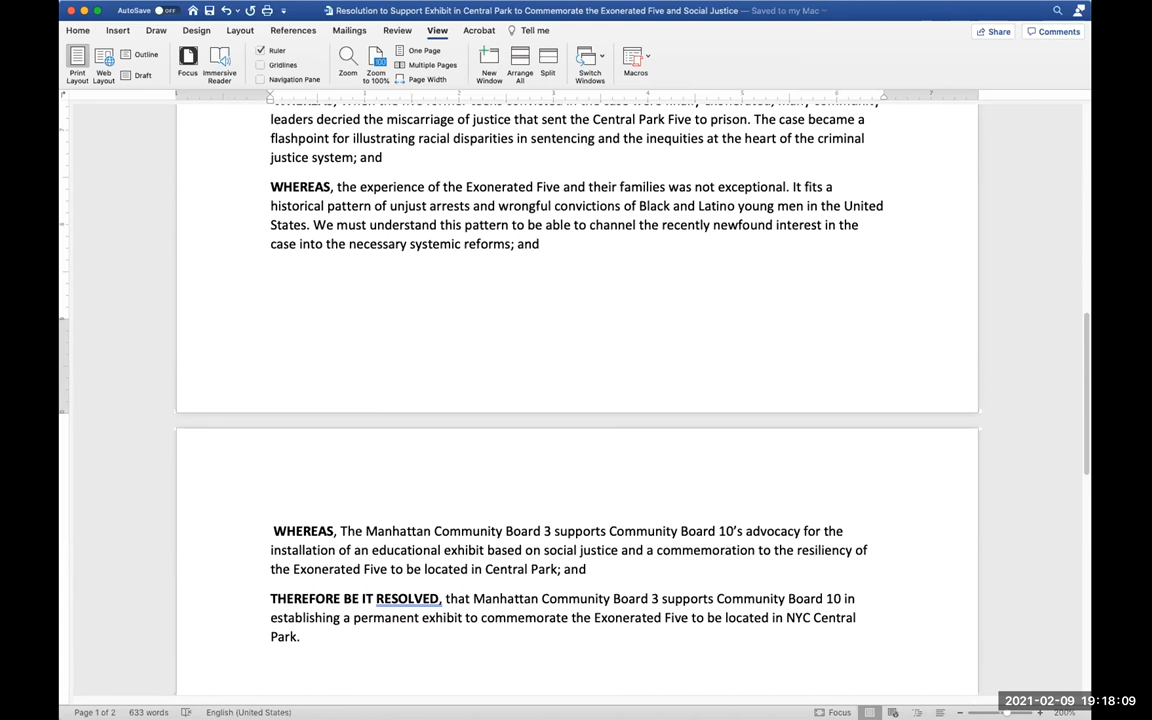 AutoSave OFF
Resolution to Support Exhibit in Central Park to Commemorate the Exonerated Five and Social Justice — Saved to my Mac
Home Insert Draw Design Layout References Mailings Review View Acrobat Tell me
Share Comments
Print Layout
Web Layout
Outline
Draft
Focus
Immersive Reader
Ruler
Gridlines
Navigation Pane
Zoom
Zoom to 100%
One Page
Multiple Pages
Page Width
New Window
Arrange All
Split
Switch Windows
Macros
leaders decried the miscarriage of justice that sent the Central Park Five to prison. The case became a
flashpoint for illustrating racial disparities in sentencing and the inequities at the heart of the criminal
justice system; and
WHEREAS, the experience of the Exonerated Five and their families was not exceptional. It fits a
historical pattern of unjust arrests and wrongful convictions of Black and Latino young men in the United
States. We must understand this pattern to be able to channel the recently newfound interest in the
case into the necessary systemic reforms; and
WHEREAS, The Manhattan Community Board 3 supports Community Board 10's advocacy for the
installation of an educational exhibit based on social justice and a commemoration to the resiliency of
the Exonerated Five to be located in Central Park; and
THEREFORE BE IT RESOLVED, that Manhattan Community Board 3 supports Community Board 10 in
establishing a permanent exhibit to commemorate the Exonerated Five to be located in NYC Central
Park.
Page 1 of 2 633 words English (United States) Focus 200%
2021-02-09 19:18:09